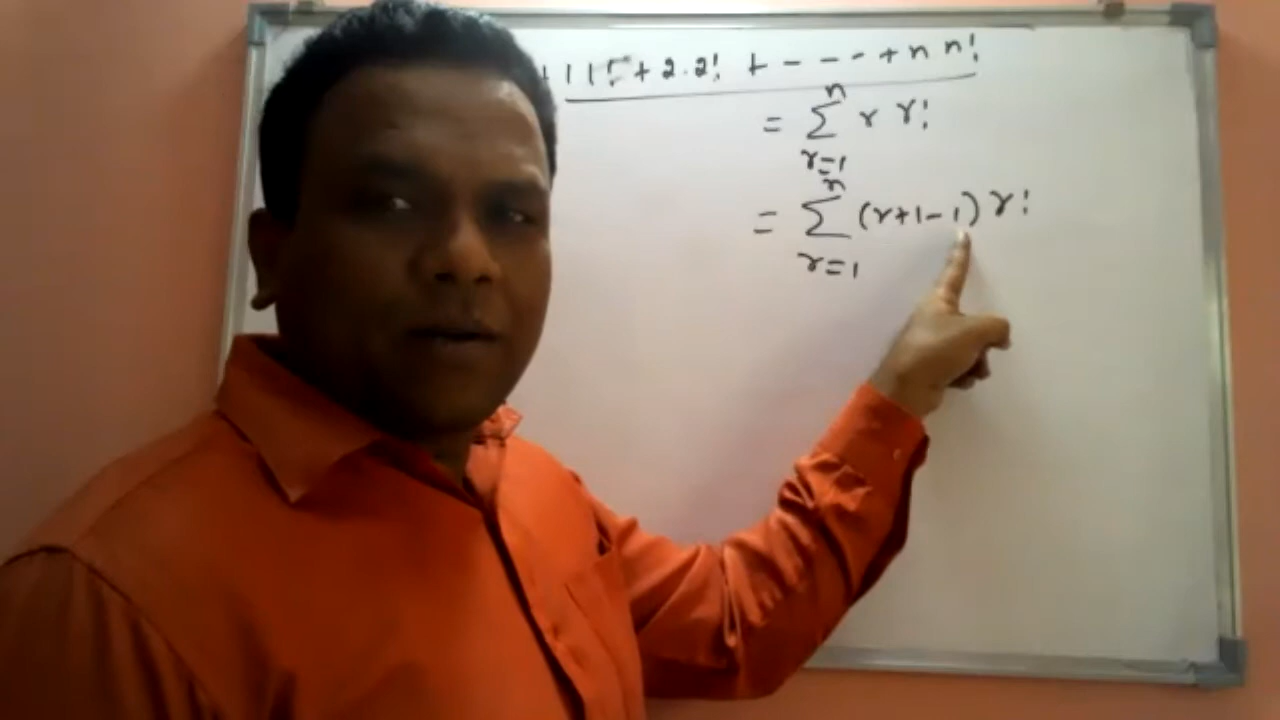 1 1! + 2.2! + - - - - + n n!
n
= Σ r r!
r=1
n
= Σ (r+1-1) r!
r=1